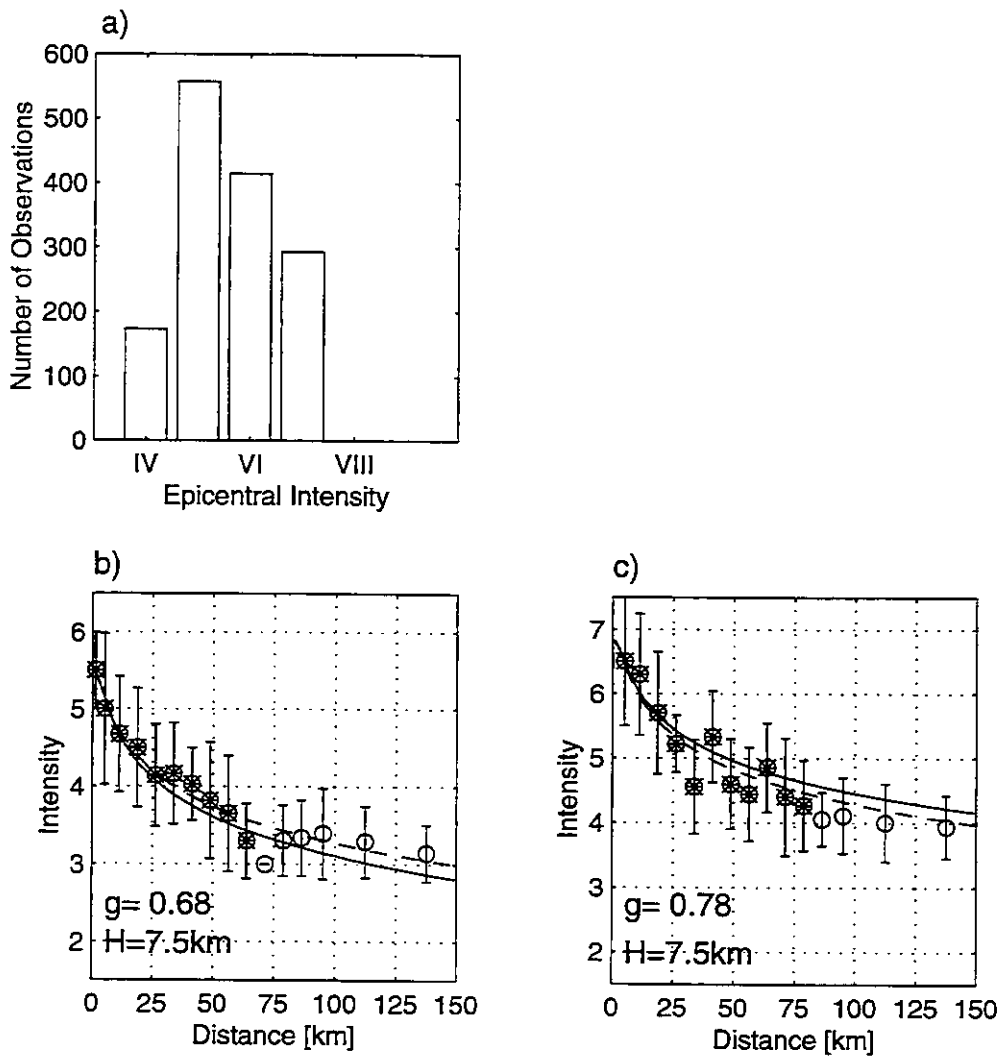 a)
600
500
400
300
200
100
0
Number of Observations
IV VI VIII
Epicentral Intensity
b)
6
5
4
3
2
Intensity
g= 0.68
H=7.5km
0 25 50 75 100 125 150
Distance [km]
c)
7
6
5
4
3
2
Intensity
g= 0.78
H=7.5km
0 25 50 75 100 125 150
Distance [km]